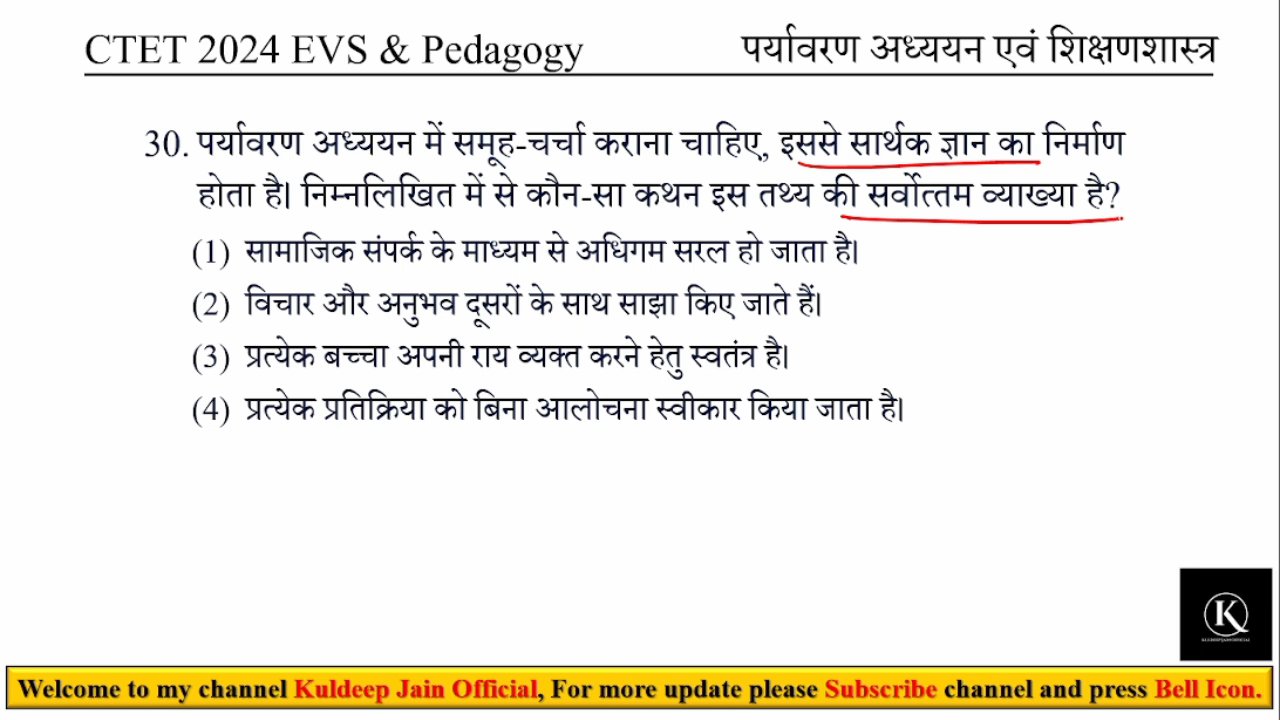 CTET 2024 EVS & Pedagogy पर्यावरण अध्ययन एवं शिक्षणशास्त्र
30. पर्यावरण अध्ययन में समूह-चर्चा कराना चाहिए, इससे सार्थक ज्ञान का निर्माण
होता है। निम्नलिखित में से कौन-सा कथन इस तथ्य की सर्वोत्तम व्याख्या है?
(1) सामाजिक संपर्क के माध्यम से अधिगम सरल हो जाता है।
(2) विचार और अनुभव दूसरों के साथ साझा किए जाते हैं।
(3) प्रत्येक बच्चा अपनी राय व्यक्त करने हेतु स्वतंत्र है।
(4) प्रत्येक प्रतिक्रिया को बिना आलोचना स्वीकार किया जाता है।
K
KULDEEPJAINOFFICIAL
Welcome to my channel Kuldeep Jain Official, For more update please Subscribe channel and press Bell Icon.